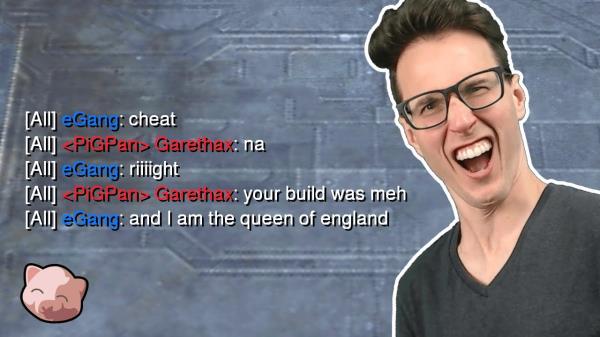 [All] eGang: cheat
[All] <PiGPan> Garethax: na
[All] eGang: riiiight
[All] <PiGPan> Garethax: your build was meh
[All] eGang: and I am the queen of england